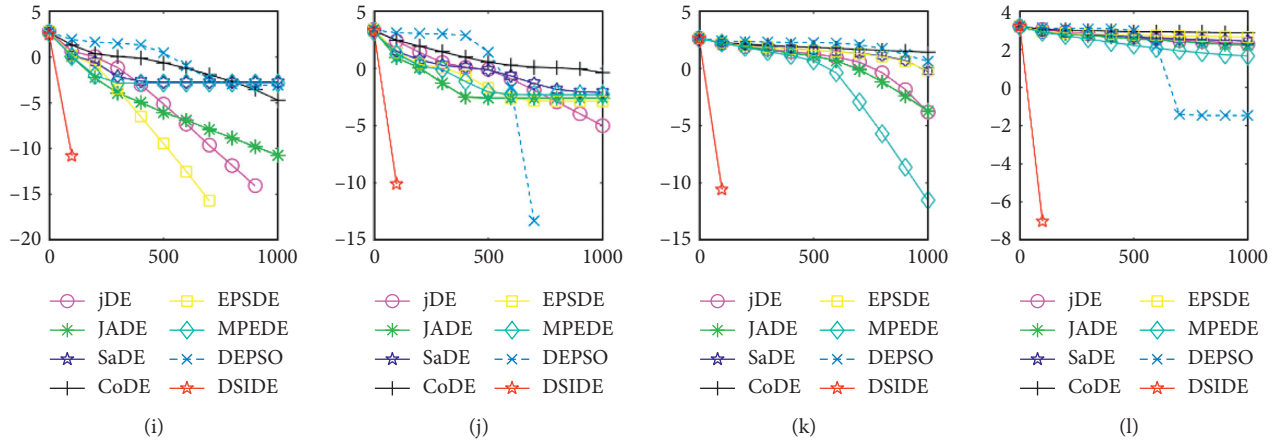 5 5 5 4
0 0 0 2
−5 −5 −5 0
−10 −10 −10 −2
−15 −15 −15 −4
−20 −6
−8
0 500 1000 0 500 1000 0 500 1000 0 500 1000
jDE EPSDE jDE EPSDE jDE EPSDE jDE EPSDE
JADE MPEDE JADE MPEDE JADE MPEDE JADE MPEDE
SaDE DEPSO SaDE DEPSO SaDE DEPSO SaDE DEPSO
CoDE DSIDE CoDE DSIDE CoDE DSIDE CoDE DSIDE
(i) (j) (k) (l)